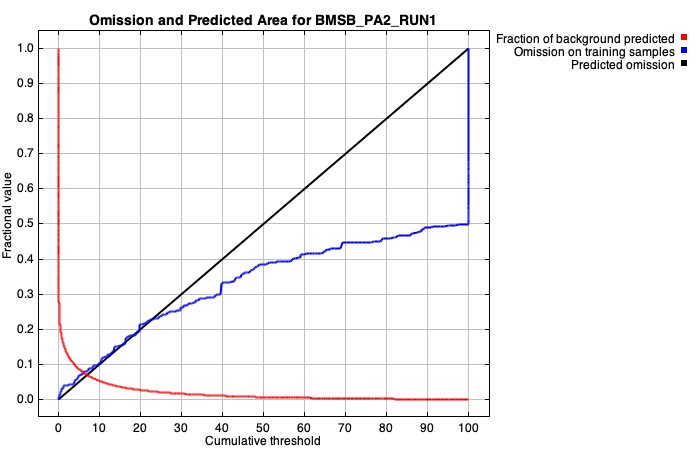 Omission and Predicted Area for BMSB_PA2_RUN1
Fraction of background predicted
Omission on training samples
Predicted omission
Fractional value
1.0
0.9
0.8
0.7
0.6
0.5
0.4
0.3
0.2
0.1
0.0
0 10 20 30 40 50 60 70 80 90 100
Cumulative threshold